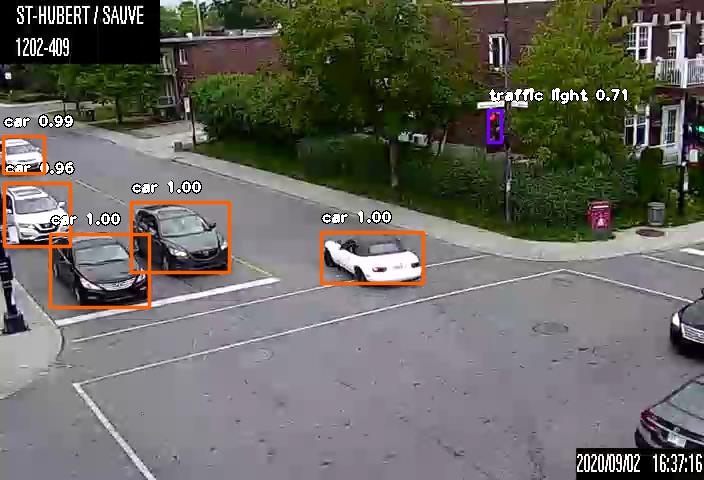 ST-HUBERT / SAUVE
1202-409
traffic light 0.71
car 0.99
car 0.96
car 1.00
car 1.00
car 1.00
2020/09/02 16:37:16